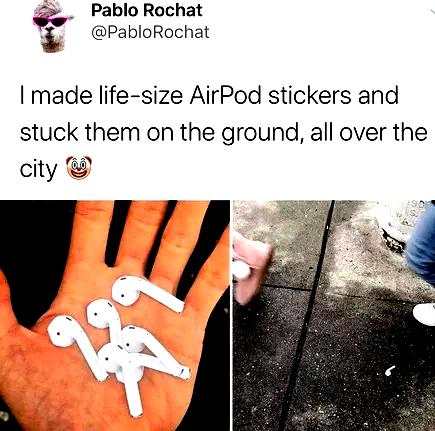 Pablo Rochat
@PabloRochat
I made life-size AirPod stickers and
stuck them on the ground, all over the
city 🤡